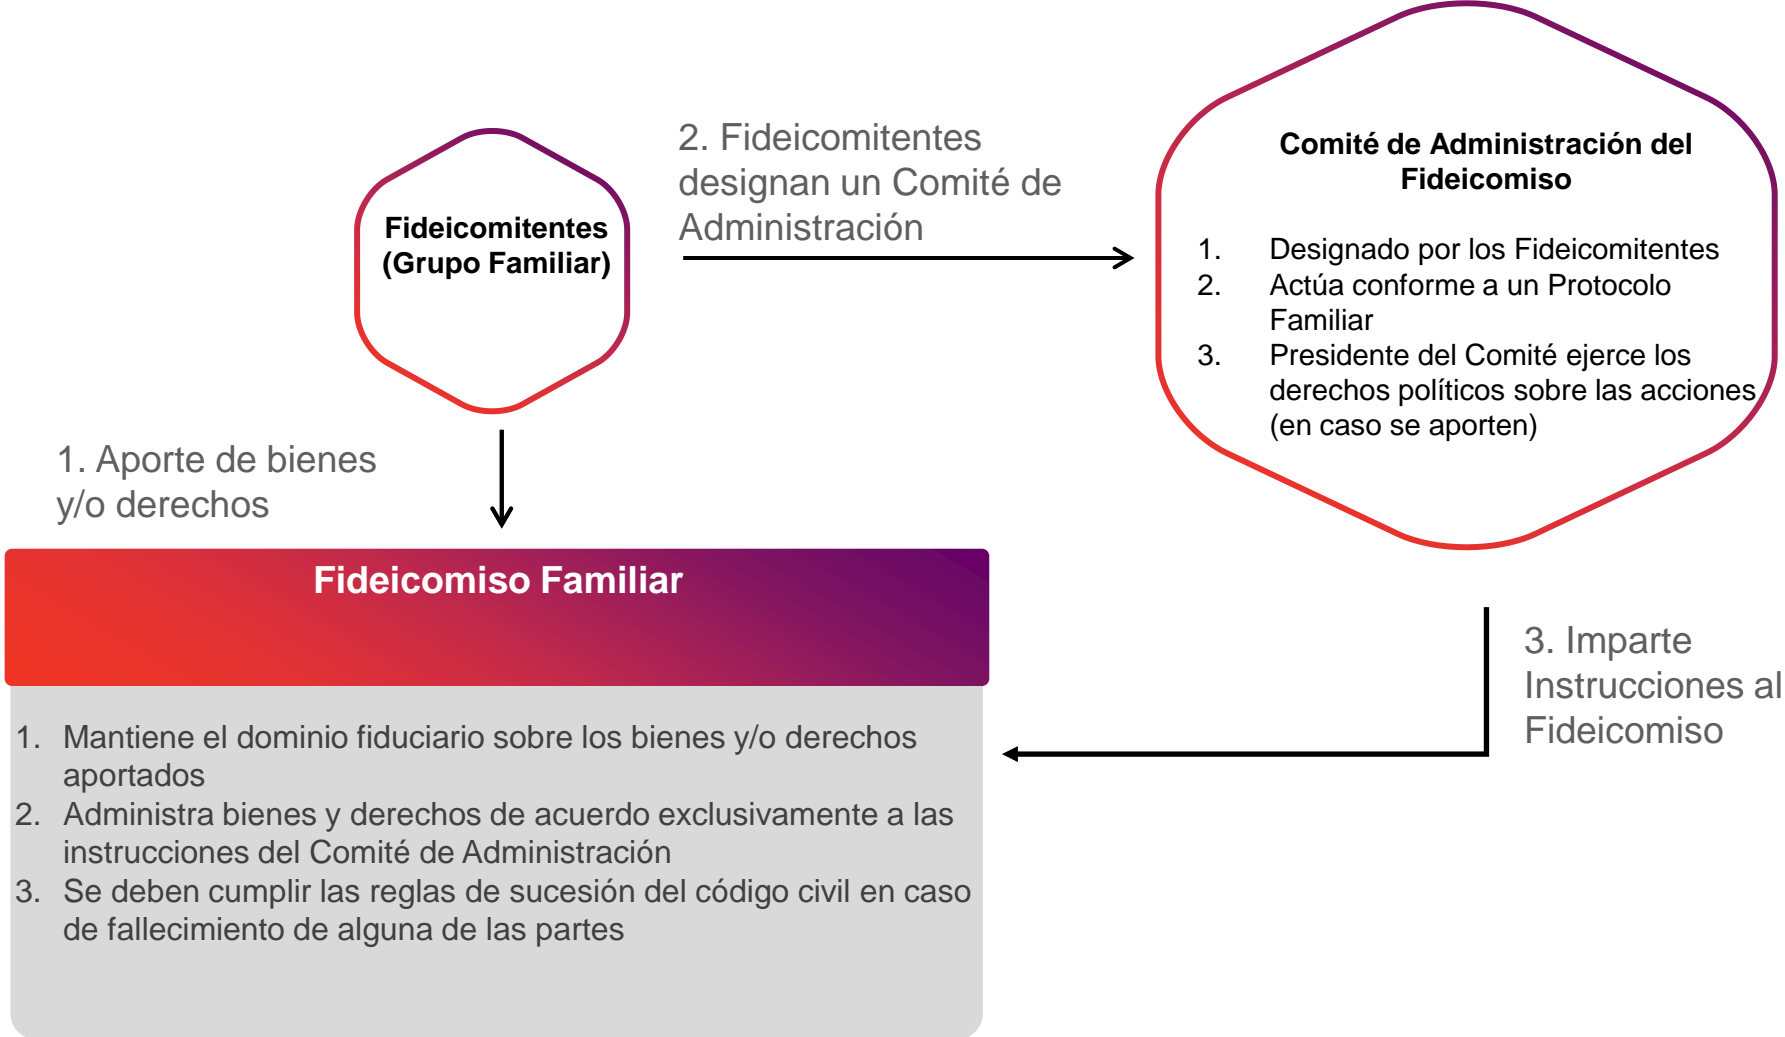 Fideicomitentes
(Grupo Familiar)
2. Fideicomitentes
designan un Comité de
Administración
Comité de Administración del
Fideicomiso
1. Designado por los Fideicomitentes
2. Actúa conforme a un Protocolo
Familiar
3. Presidente del Comité ejerce los
derechos políticos sobre las acciones
(en caso se aporten)
1. Aporte de bienes
y/o derechos
Fideicomiso Familiar
1. Mantiene el dominio fiduciario sobre los bienes y/o derechos
aportados
2. Administra bienes y derechos de acuerdo exclusivamente a las
instrucciones del Comité de Administración
3. Se deben cumplir las reglas de sucesión del código civil en caso
de fallecimiento de alguna de las partes
3. Imparte
Instrucciones al
Fideicomiso